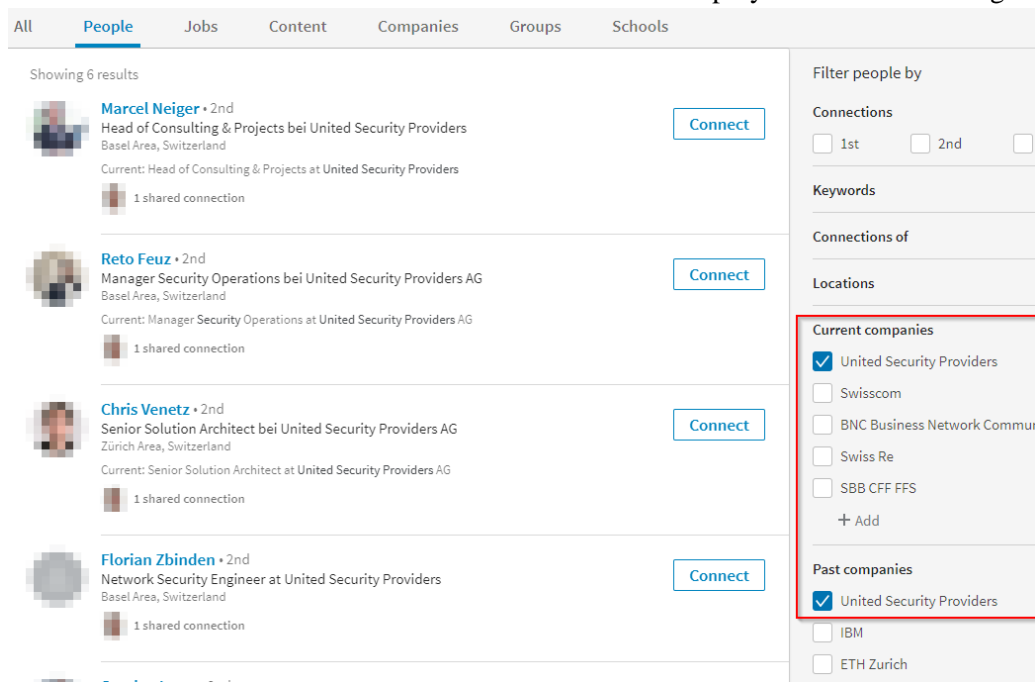 All People Jobs Content Companies Groups Schools
Showing 6 results
Marcel Neiger • 2nd
Head of Consulting & Projects bei United Security Providers
Basel Area, Switzerland
Current: Head of Consulting & Projects at United Security Providers
1 shared connection
Connect
Reto Feuz • 2nd
Manager Security Operations bei United Security Providers AG
Basel Area, Switzerland
Current: Manager Security Operations at United Security Providers AG
1 shared connection
Connect
Chris Venetz • 2nd
Senior Solution Architect bei United Security Providers AG
Zürich Area, Switzerland
Current: Senior Solution Architect at United Security Providers AG
1 shared connection
Connect
Florian Zbinden • 2nd
Network Security Engineer at United Security Providers
Basel Area, Switzerland
1 shared connection
Connect
Filter people by
Connections
1st 2nd
Keywords
Connections of
Locations
Current companies
United Security Providers
Swisscom
BNC Business Network Commu
Swiss Re
SBB CFF FFS
+ Add
Past companies
United Security Providers
IBM
ETH Zurich